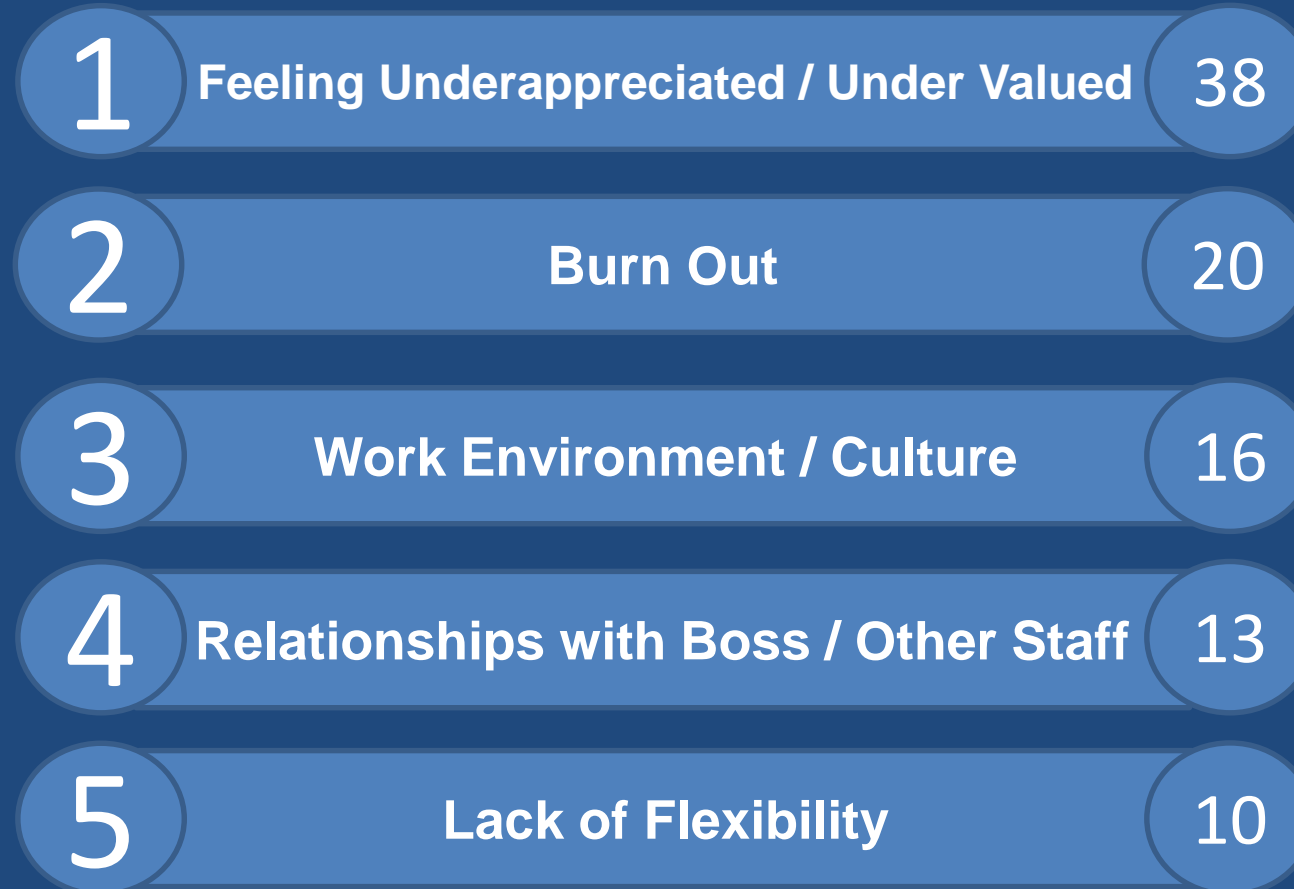 1 Feeling Underappreciated / Under Valued 38
2 Burn Out 20
3 Work Environment / Culture 16
4 Relationships with Boss / Other Staff 13
5 Lack of Flexibility 10